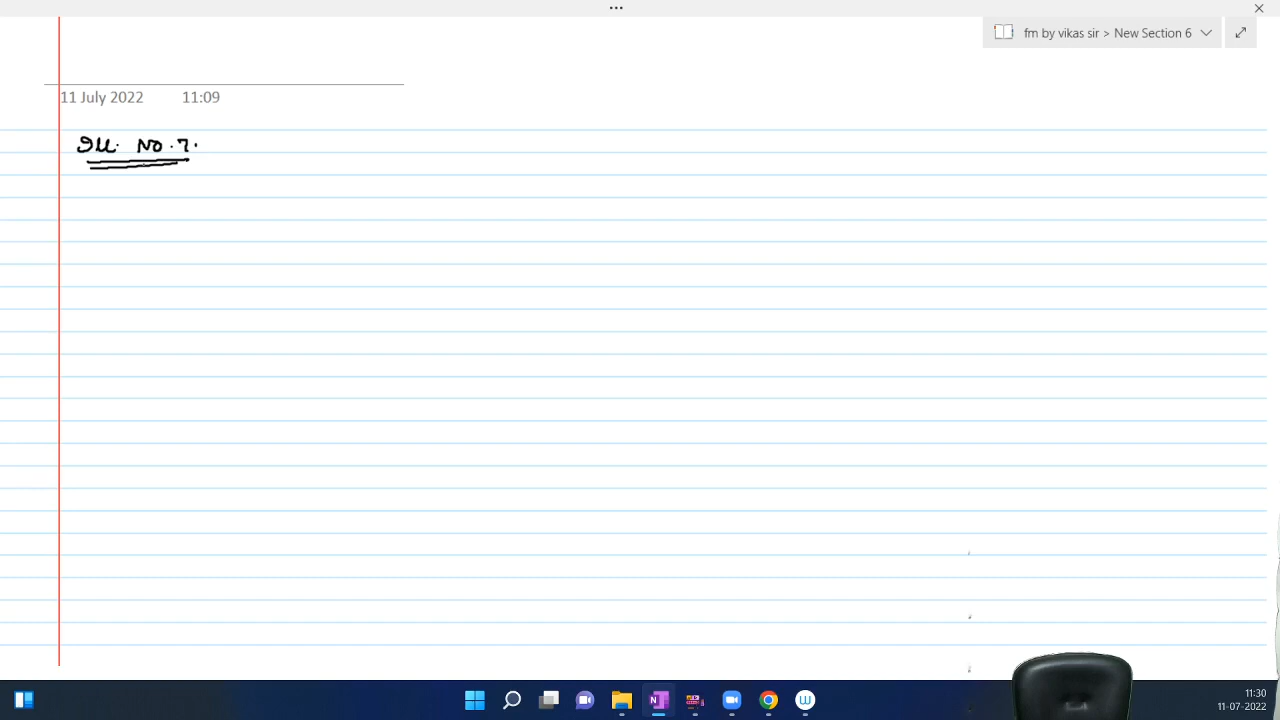 fm by vikas sir > New Section 6
11 July 2022 11:09
Ill. No. 7.
11:30
11-07-2022